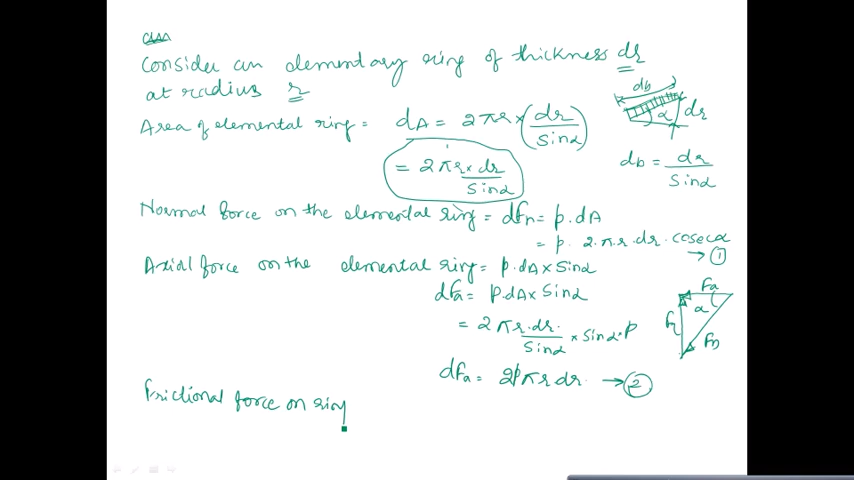 Consider an elementary ring of thickness dr
at radius r
Area of elemental ring = dA = 2πr × (dr/Sinα)
= 2πr × dr/Sinα
db
α
dr
db = dr/Sinα
Normal force on the elemental ring = dFn = p.dA
= p. 2.π.r.dr. cosecα → ①
Axial force on the elemental ring = p.dA × Sinα
dFa = p.dA × Sinα
= 2πr.dr./Sinα × Sinα.p
Fa
α
Fr
Fn
dFa = 2pπr dr. → ②
Frictional force on ring